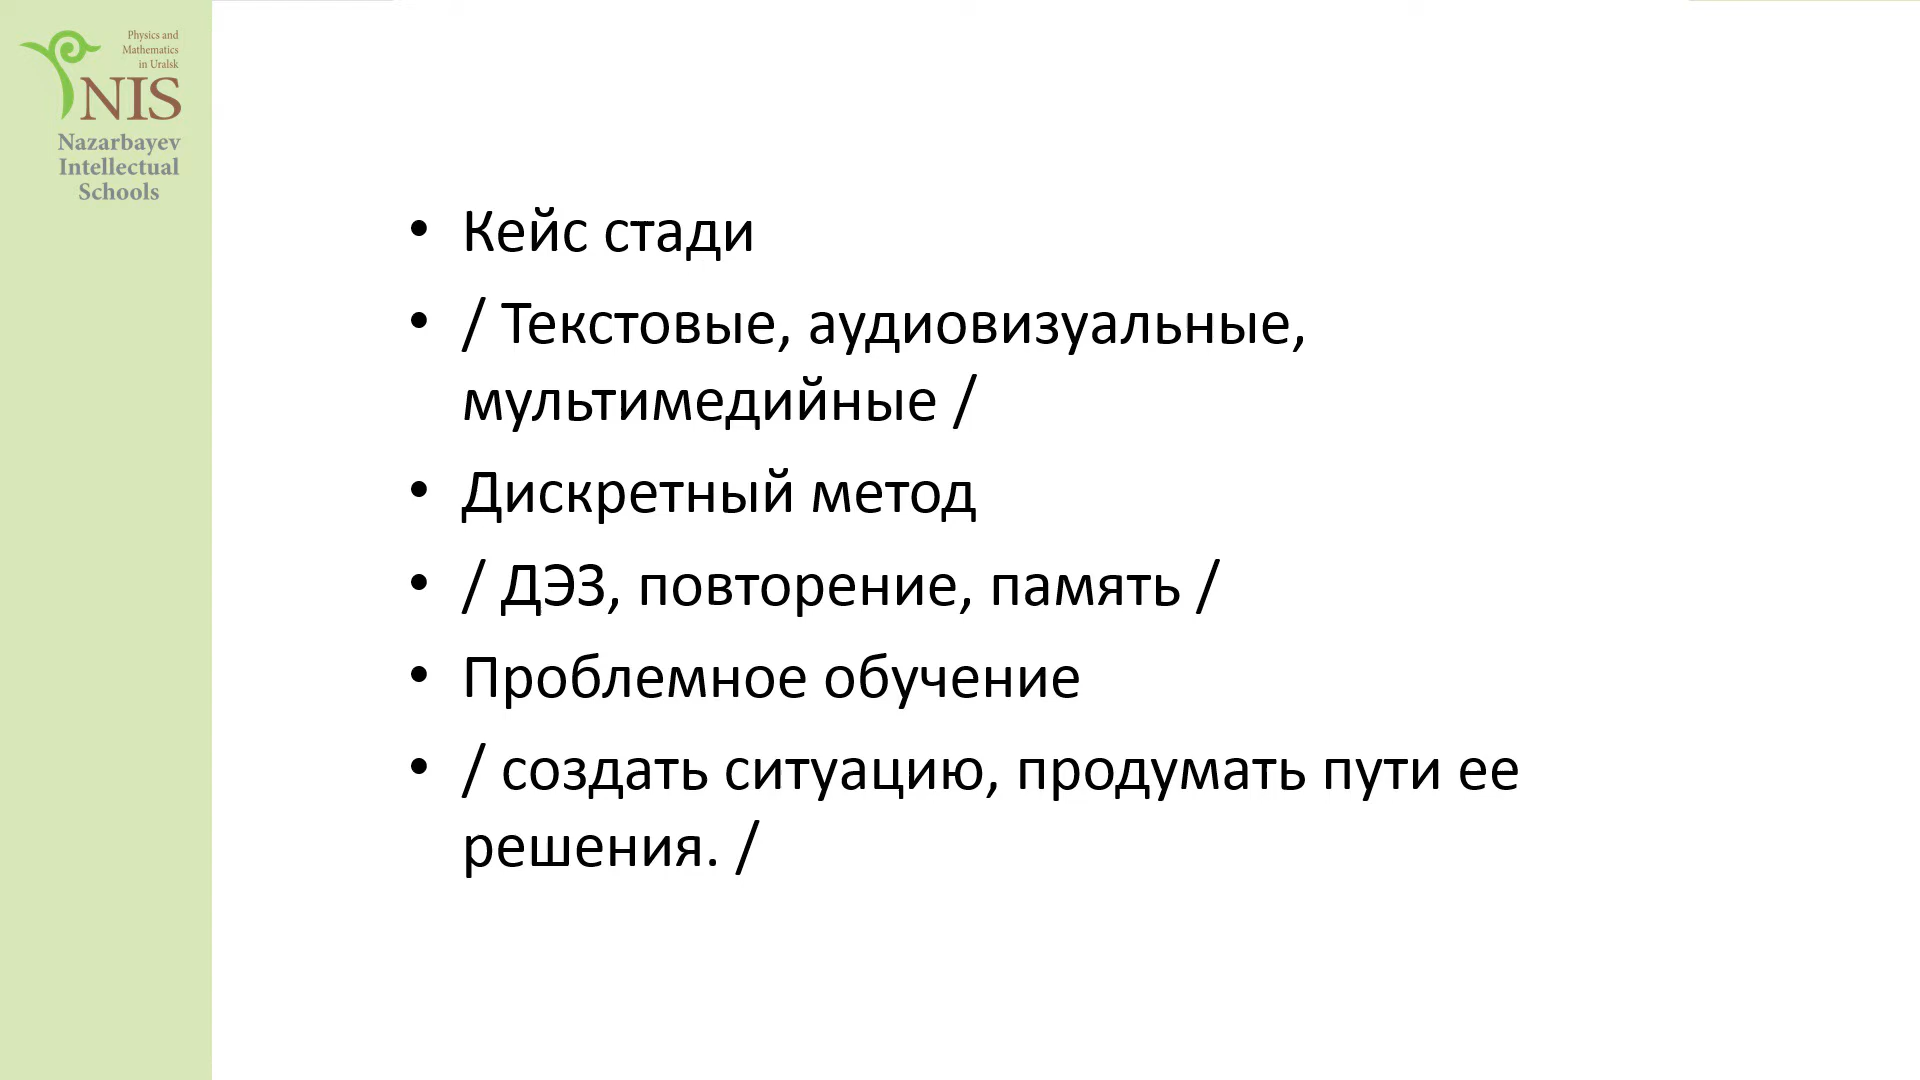 Physics and
Mathematics
in Uralsk
NIS
Nazarbayev
Intellectual
Schools
• Кейс стади
• / Текстовые, аудиовизуальные,
мультимедийные /
• Дискретный метод
• / ДЭЗ, повторение, память /
• Проблемное обучение
• / создать ситуацию, продумать пути ее
решения. /